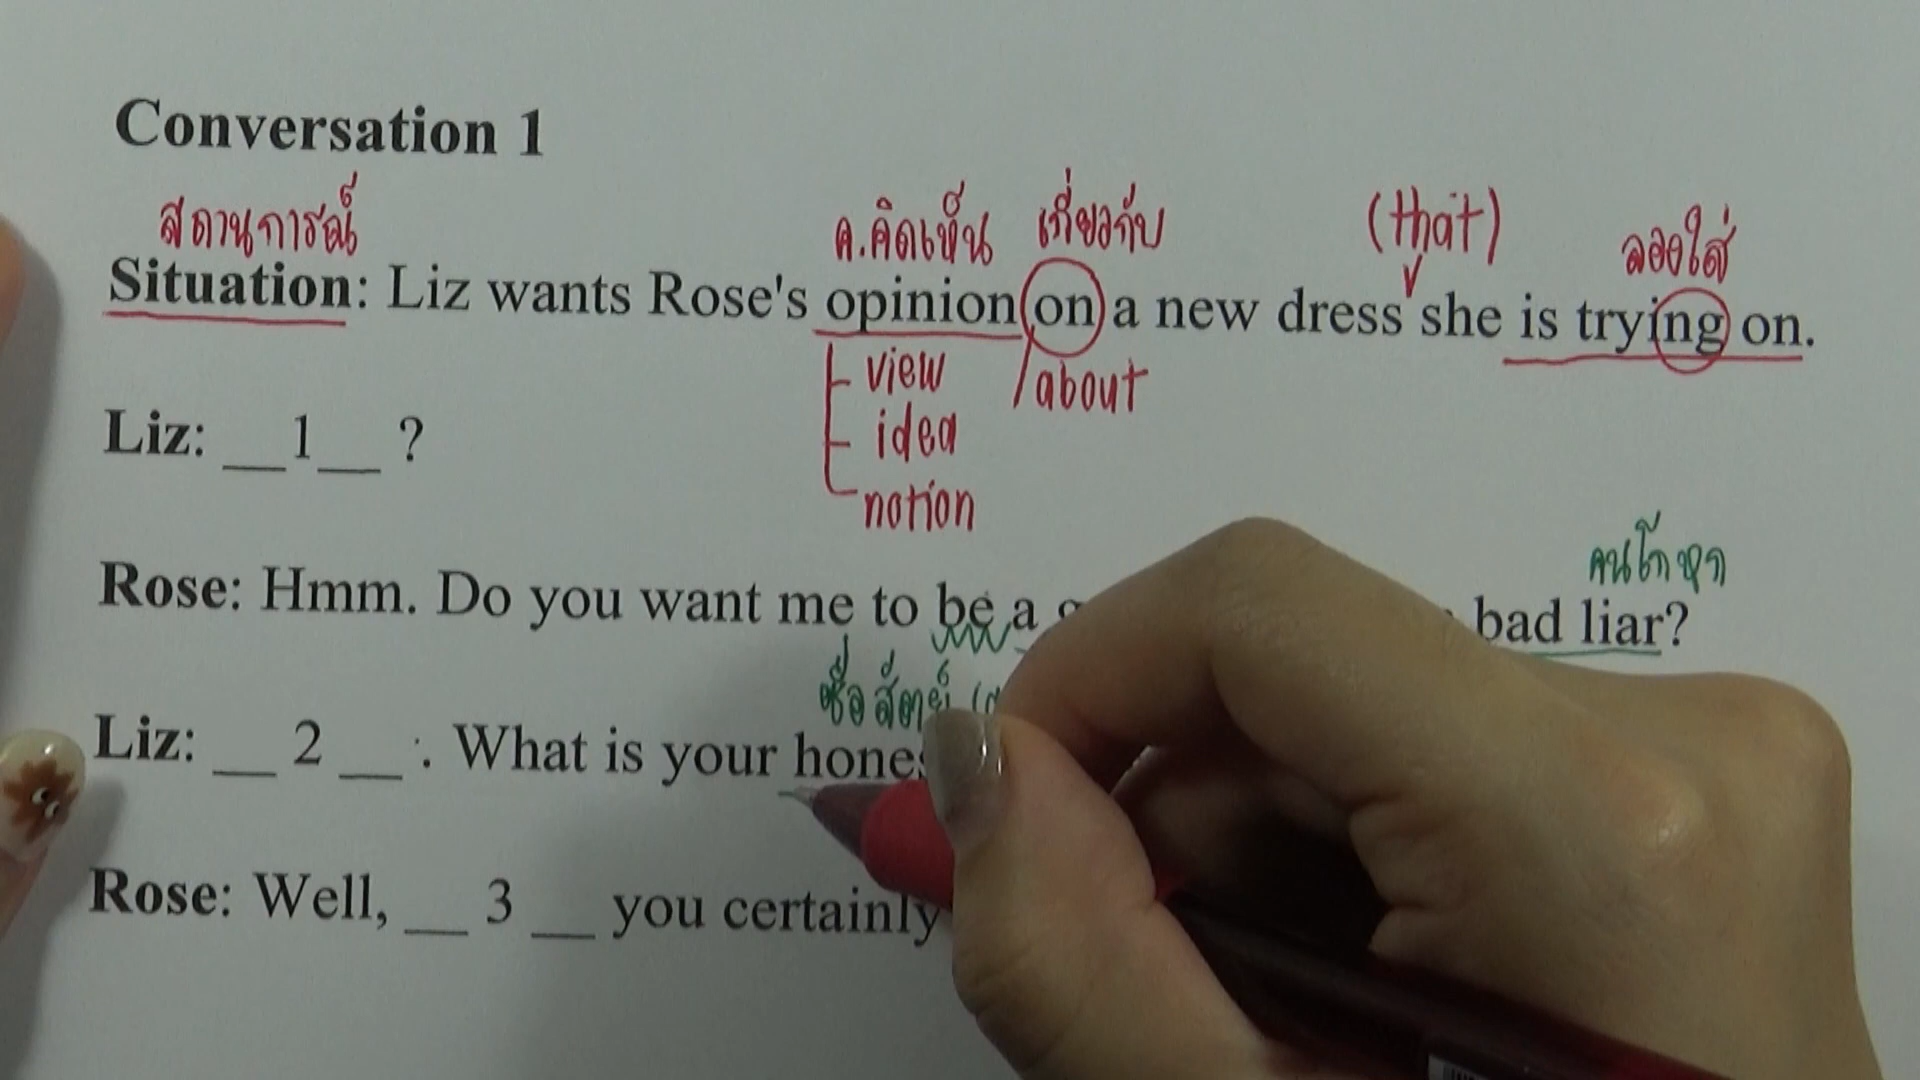 Conversation 1
สถานการณ์ ค.คิดเห็น เกี่ยวกับ (that) ลองใส่
Situation: Liz wants Rose's opinion on a new dress she is trying on.
view /about
Liz: __1__ ?
idea
notion
คนโกหก
Rose: Hmm. Do you want me to be a bad liar?
ซื่อสัตย์
Liz: __ 2 __ . What is your
Rose: Well, __ 3 __ you certainly